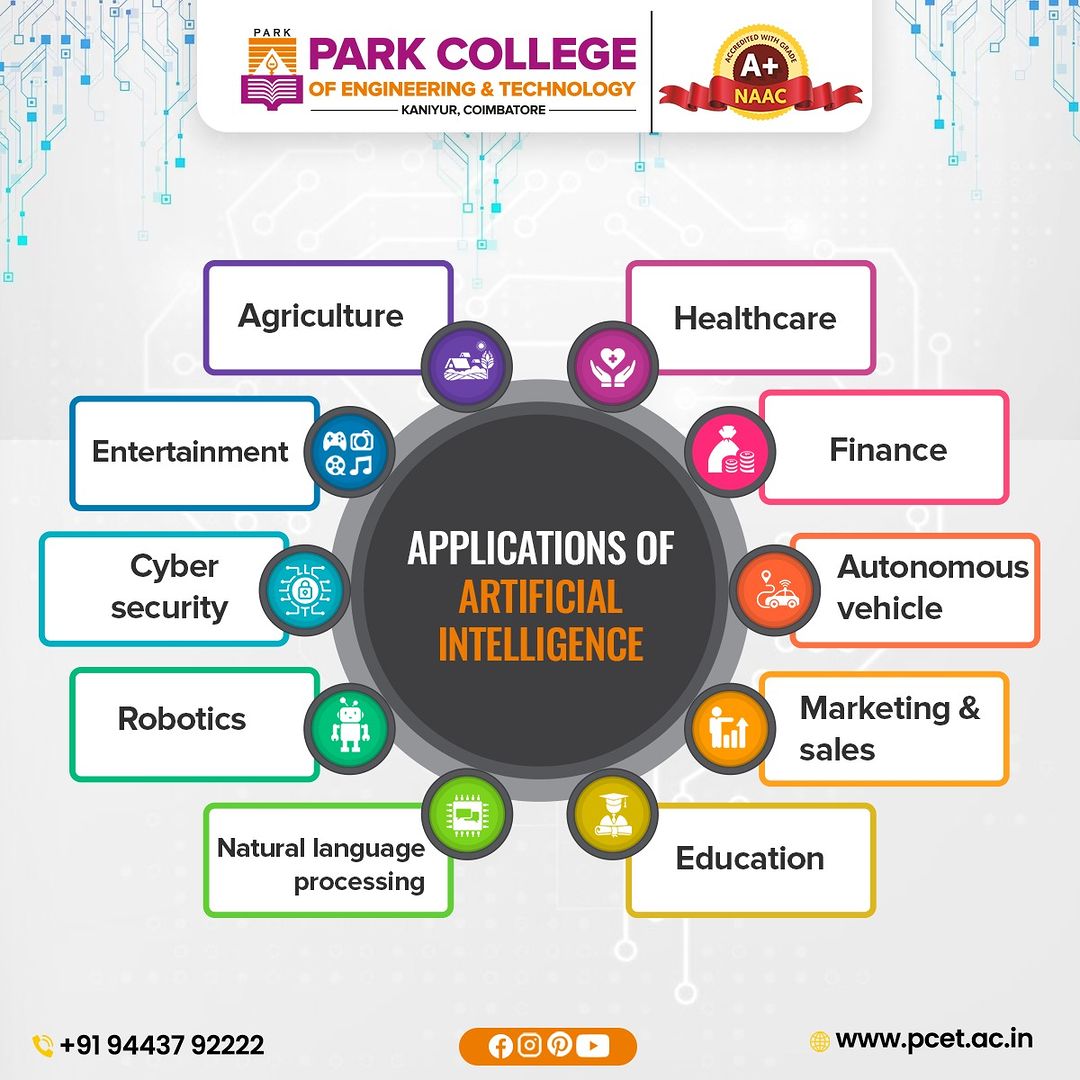 PARK
PARK COLLEGE
OF ENGINEERING & TECHNOLOGY
KANIYUR, COIMBATORE
ACCREDITED WITH GRADE
A+
NAAC
Agriculture
Healthcare
Entertainment
Finance
Cyber
security
Autonomous
vehicle
Robotics
Marketing &
sales
Natural language
processing
Education
APPLICATIONS OF
ARTIFICIAL
INTELLIGENCE
+91 94437 92222
www.pcet.ac.in